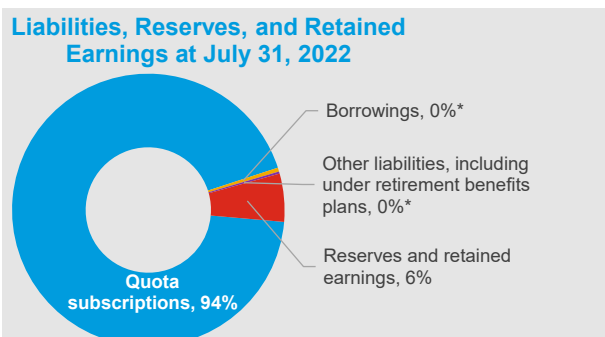 Liabilities, Reserves, and Retained
Earnings at July 31, 2022
Borrowings, 0%*
Other liabilities, including
under retirement benefits
plans, 0%*
Reserves and retained
earnings, 6%
Quota
subscriptions, 94%